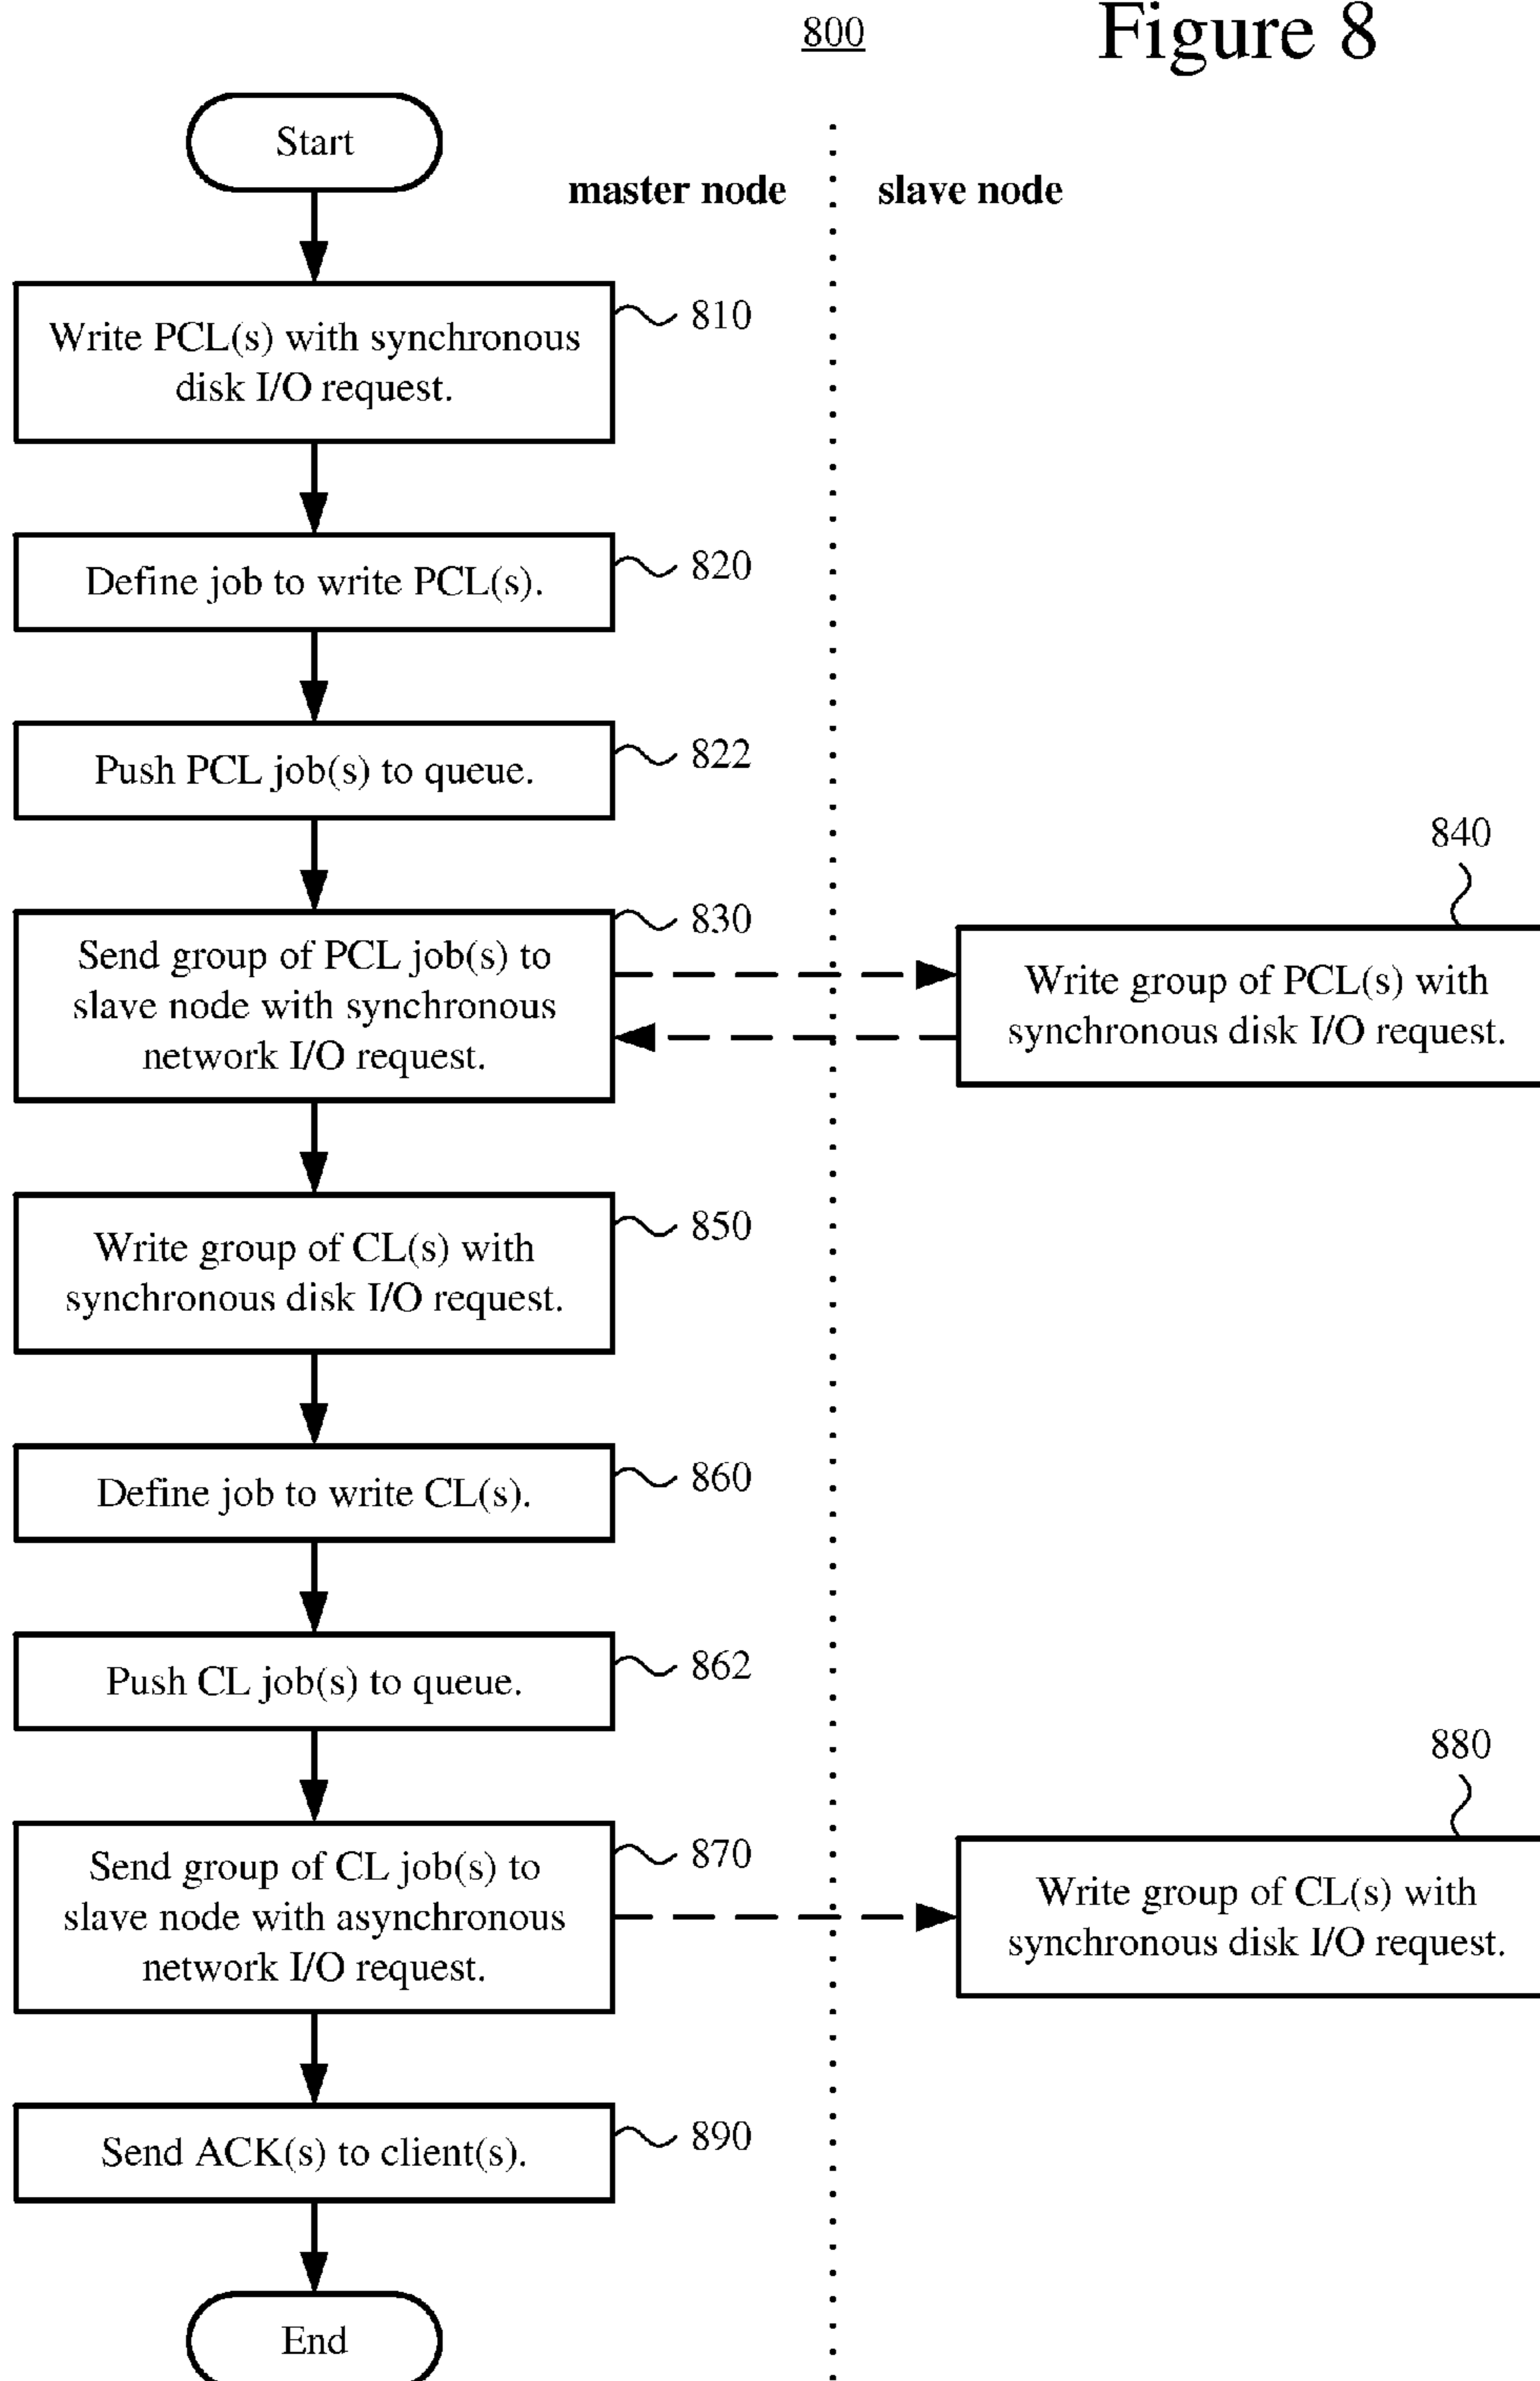 800
Figure 8
Start
master node
slave node
Write PCL(s) with synchronous
disk I/O request.
810
Define job to write PCL(s).
820
Push PCL job(s) to queue.
822
Send group of PCL job(s) to
slave node with synchronous
network I/O request.
830
840
Write group of PCL(s) with
synchronous disk I/O request.
Write group of CL(s) with
synchronous disk I/O request.
850
Define job to write CL(s).
860
Push CL job(s) to queue.
862
Send group of CL job(s) to
slave node with asynchronous
network I/O request.
870
880
Write group of CL(s) with
synchronous disk I/O request.
Send ACK(s) to client(s).
890
End